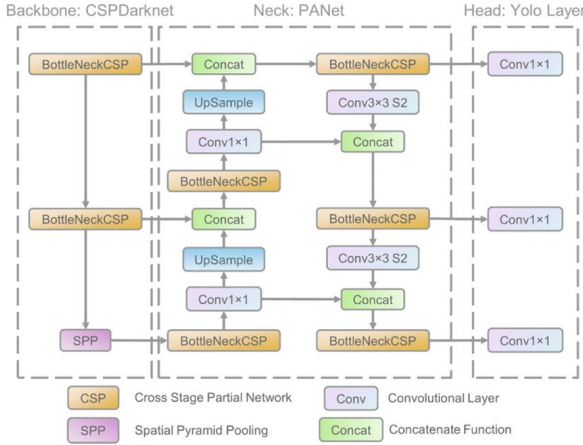 Backbone: CSPDarknet Neck: PANet Head: Yolo Layer
BottleNeckCSP Concat BottleNeckCSP Conv1×1
UpSample Conv3×3 S2
Conv1×1 Concat
BottleNeckCSP
BottleNeckCSP Concat BottleNeckCSP Conv1×1
UpSample Conv3×3 S2
Conv1×1 Concat
SPP BottleNeckCSP BottleNeckCSP Conv1×1
CSP Cross Stage Partial Network Conv Convolutional Layer
SPP Spatial Pyramid Pooling Concat Concatenate Function